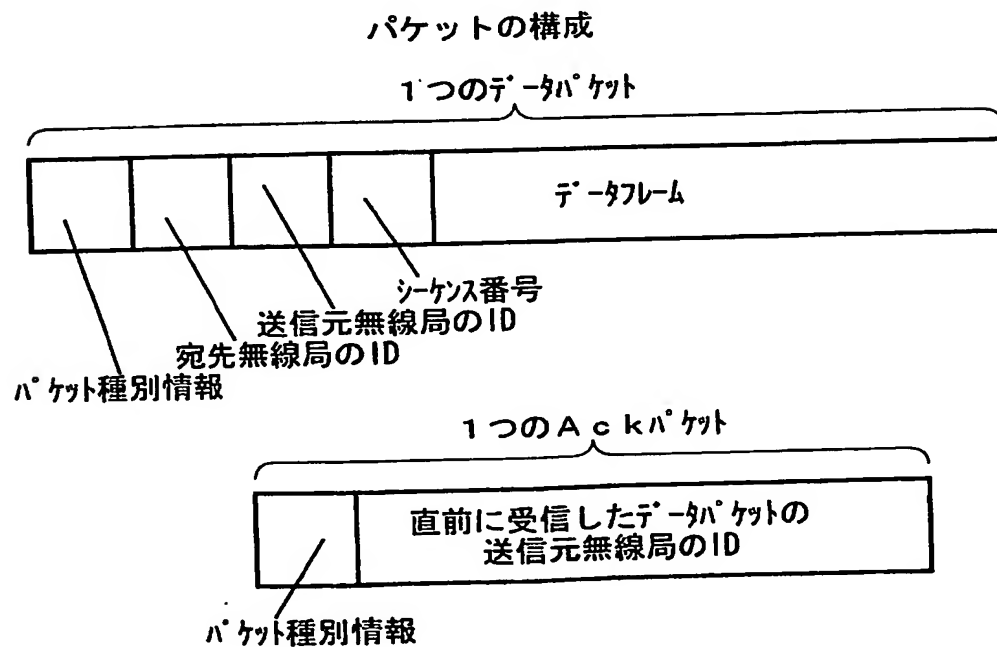 パケットの構成
1つのデータパケット
データフレーム
シーケンス番号
送信元無線局のID
宛先無線局のID
パケット種別情報
1つのAckパケット
直前に受信したデータパケットの
送信元無線局のID
パケット種別情報